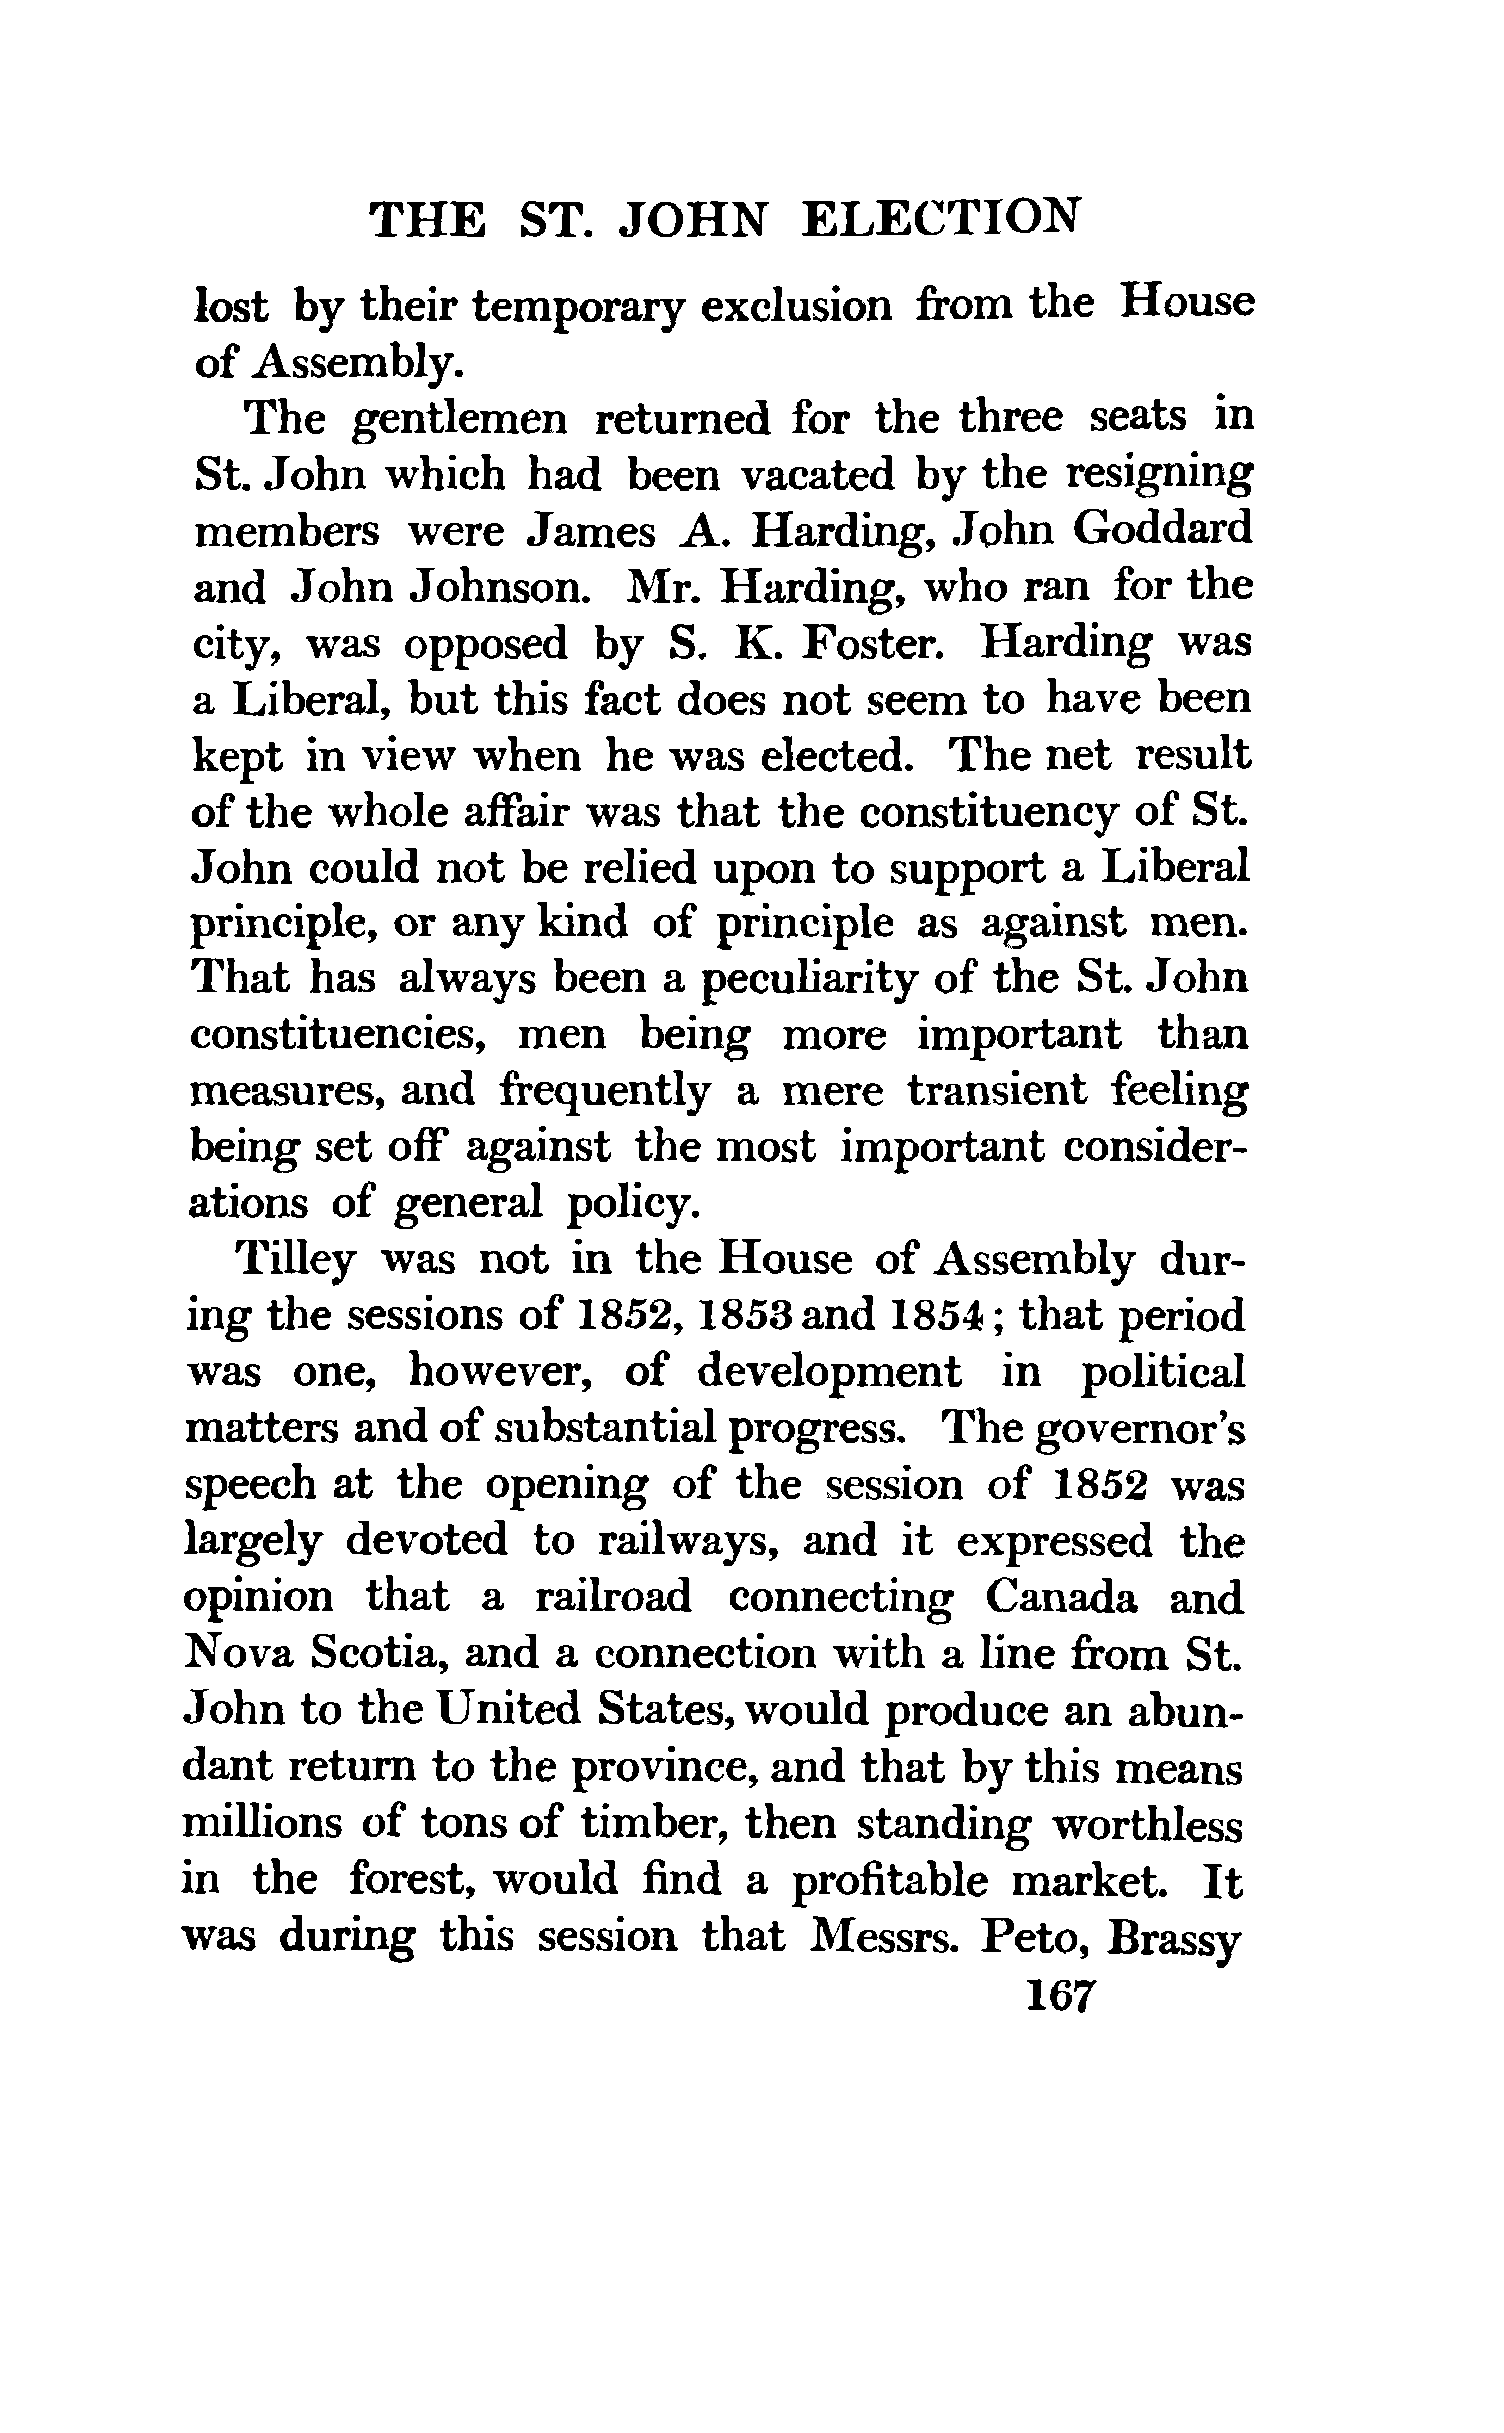 THE ST. JOHN ELECTION
lost by their temporary exclusion from the House
of Assembly.
The gentlemen returned for the three seats in
St. John which had been vacated by the resigning
members were James A. Harding, John Goddard
and John Johnson. Mr. Harding, who ran for the
city, was opposed by S. K. Foster. Harding was
a Liberal, but this fact does not seem to have been
kept in view when he was elected. The net result
of the whole affair was that the constituency of St.
John could not be relied upon to support a Liberal
principle, or any kind of principle as against men.
That has always been a peculiarity of the St. John
constituencies, men being more important than
measures, and frequently a mere transient feeling
being set off against the most important consider-
ations of general policy.
Tilley was not in the House of Assembly dur-
ing the sessions of 1852, 1853 and 1854; that period
was one, however, of development in political
matters and of substantial progress. The governor's
speech at the opening of the session of 1852 was
largely devoted to railways, and it expressed the
opinion that a railroad connecting Canada and
Nova Scotia, and a connection with a line from St.
John to the United States, would produce an abun-
dant return to the province, and that by this means
millions of tons of timber, then standing worthless
in the forest, would find a profitable market. It
was during this session that Messrs. Peto, Brassy
167